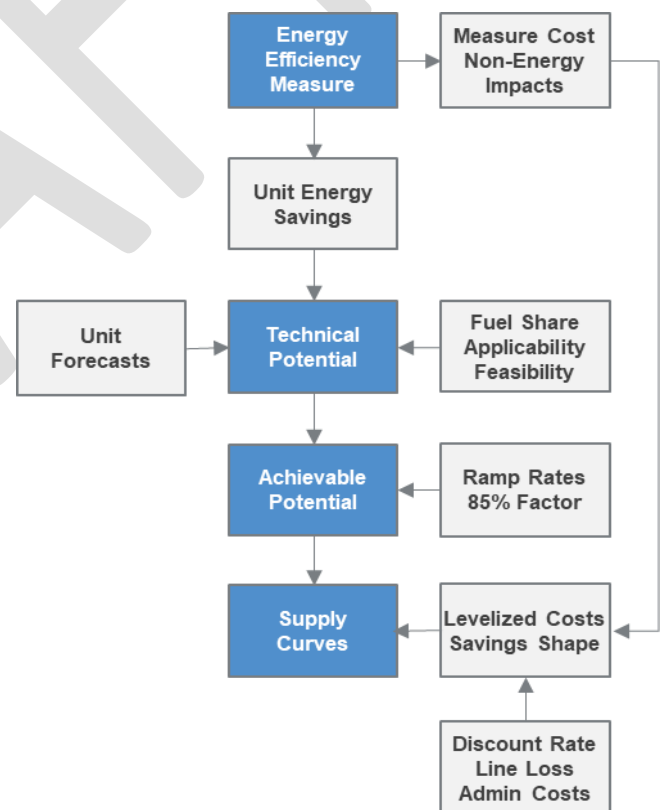 Energy
Efficiency
Measure
Measure Cost
Non-Energy
Impacts
Unit Energy
Savings
Unit
Forecasts
Technical
Potential
Fuel Share
Applicability
Feasibility
Achievable
Potential
Ramp Rates
85% Factor
Supply
Curves
Levelized Costs
Savings Shape
Discount Rate
Line Loss
Admin Costs